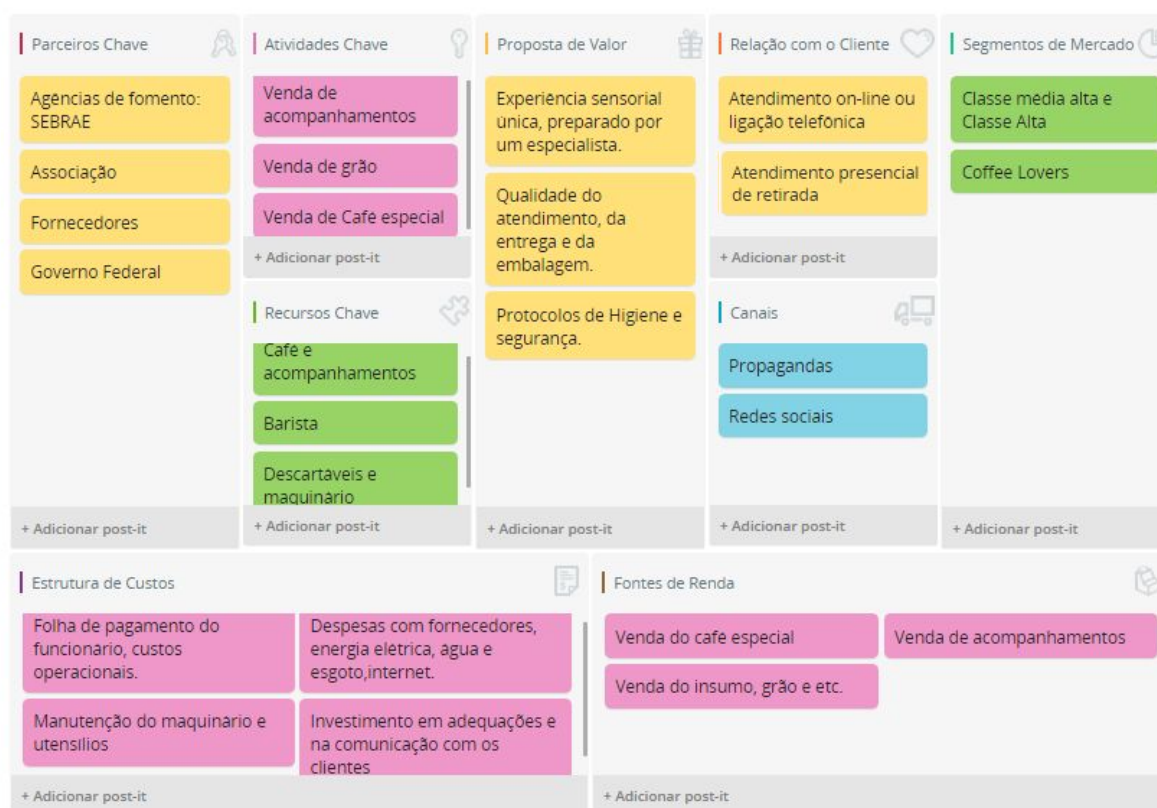 Parceiros Chave
Agências de fomento:
SEBRAE
Associação
Fornecedores
Governo Federal
+ Adicionar post-it
Atividades Chave
Venda de
acompanhamentos
Venda de grão
Venda de Café especial
+ Adicionar post-it
Recursos Chave
Café e
acompanhamentos
Barista
Descartáveis e
maquinário
+ Adicionar post-it
Proposta de Valor
Experiência sensorial
única, preparado por
um especialista.
Qualidade do
atendimento, da
entrega e da
embalagem.
Protocolos de Higiene e
segurança.
+ Adicionar post-it
Relação com o Cliente
Atendimento on-line ou
ligação telefônica
Atendimento presencial
de retirada
+ Adicionar post-it
Canais
Propagandas
Redes sociais
+ Adicionar post-it
Segmentos de Mercado
Classe média alta e
Classe Alta
Coffee Lovers
+ Adicionar post-it
Estrutura de Custos
Folha de pagamento do
funcionário, custos
operacionais.
Despesas com fornecedores,
energia elétrica, água e
esgoto,internet.
Manutenção do maquinário e
utensílios
Investimento em adequações e
na comunicação com os
clientes
+ Adicionar post-it
Fontes de Renda
Venda do café especial
Venda de acompanhamentos
Venda do insumo, grão e etc.
+ Adicionar post-it